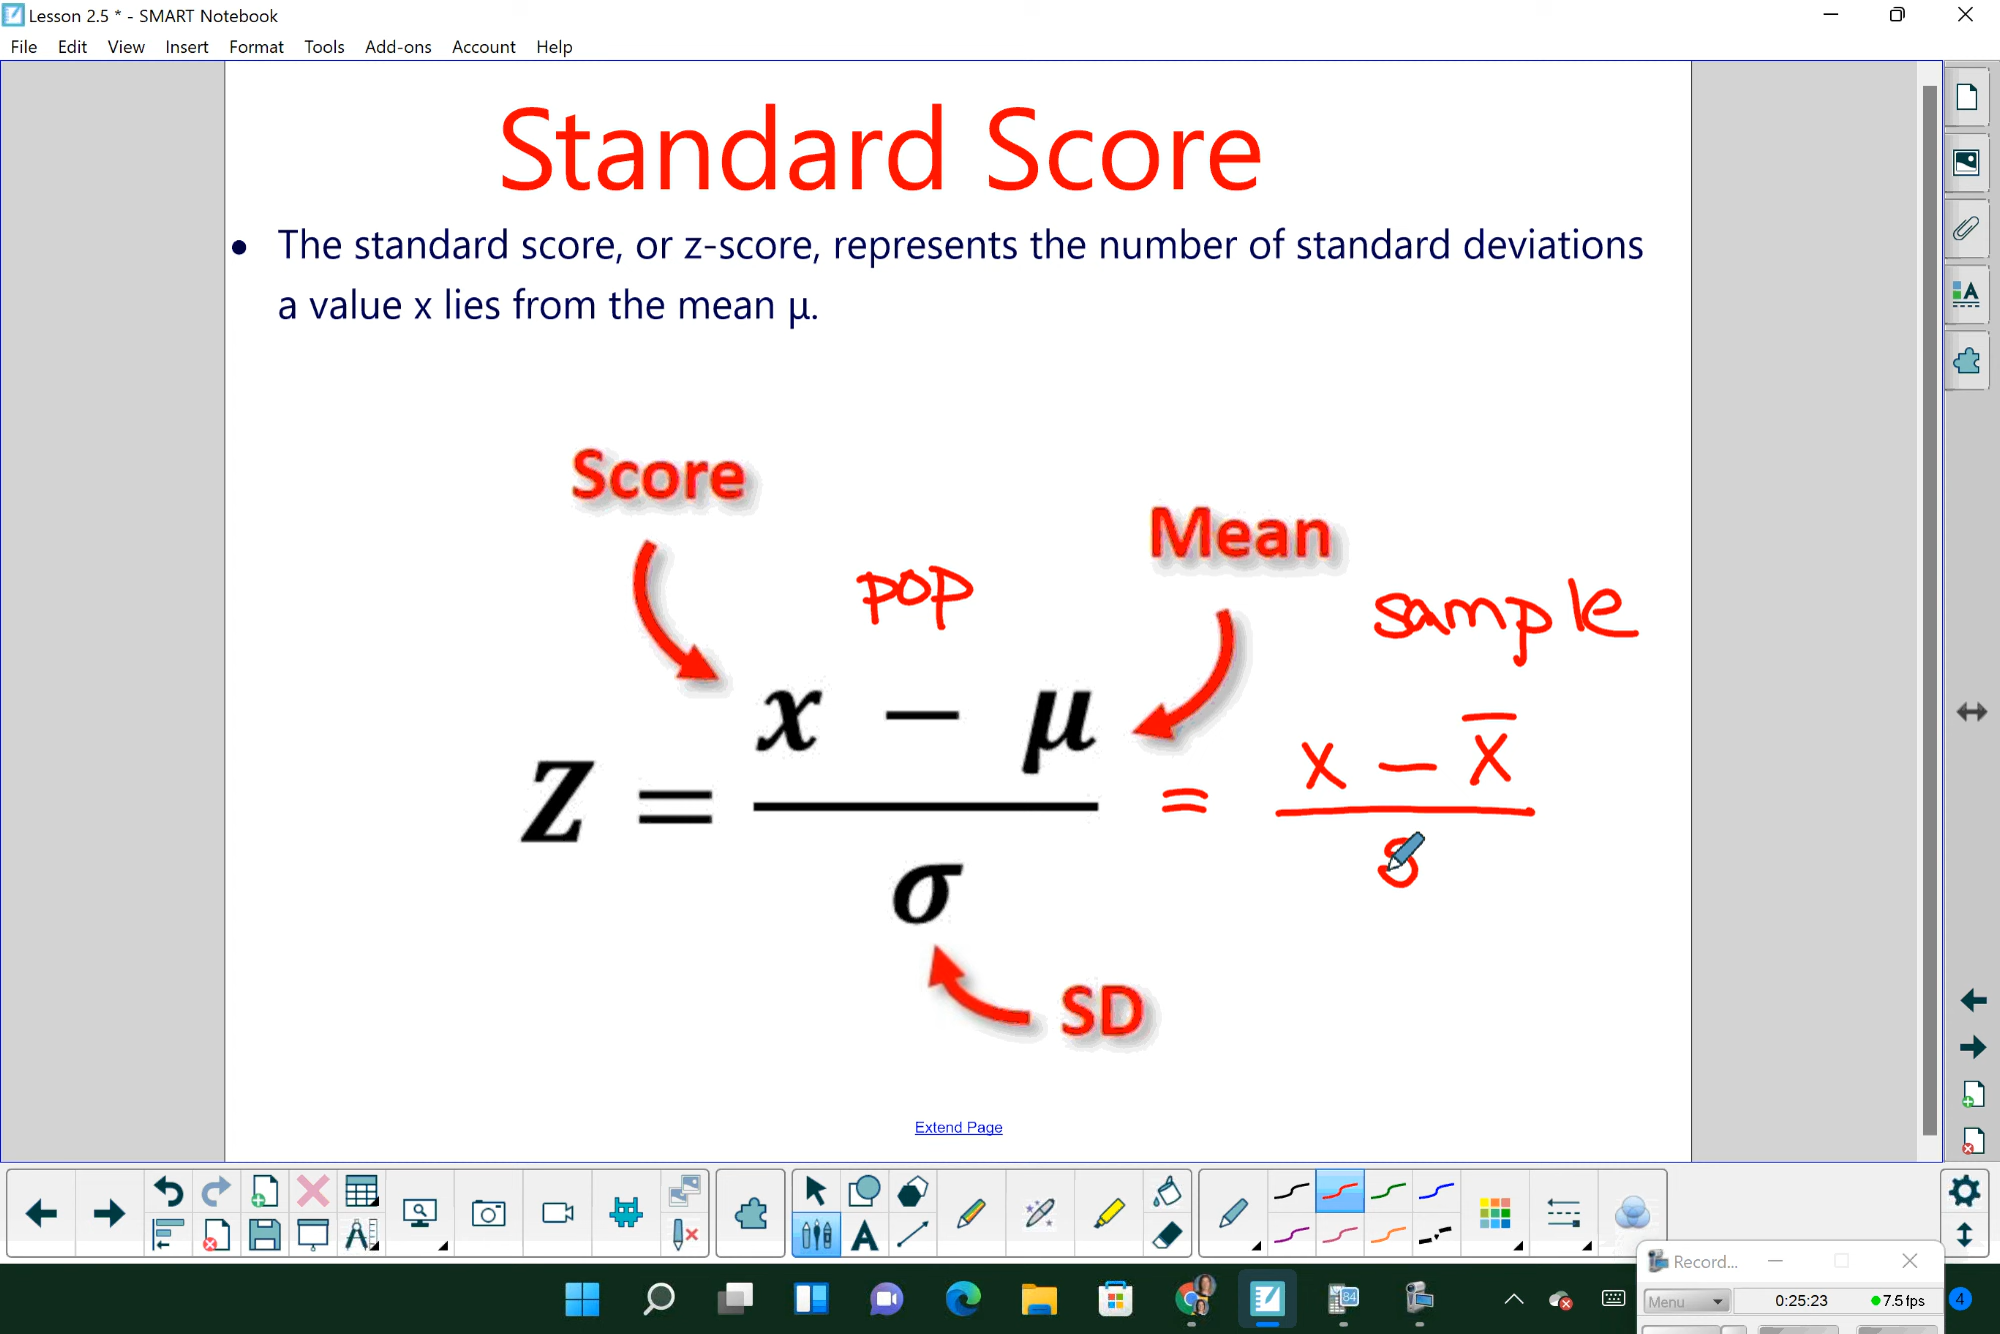 Lesson 2.5 * - SMART Notebook
File Edit View Insert Format Tools Add-ons Account Help
Standard Score
• The standard score, or z-score, represents the number of standard deviations
a value x lies from the mean μ.
Score
Mean
pop
sample
z = x − μ / σ = x − x̄ / s
SD
Extend Page
Record...
Menu 0:25:23 7.5 fps
84
4